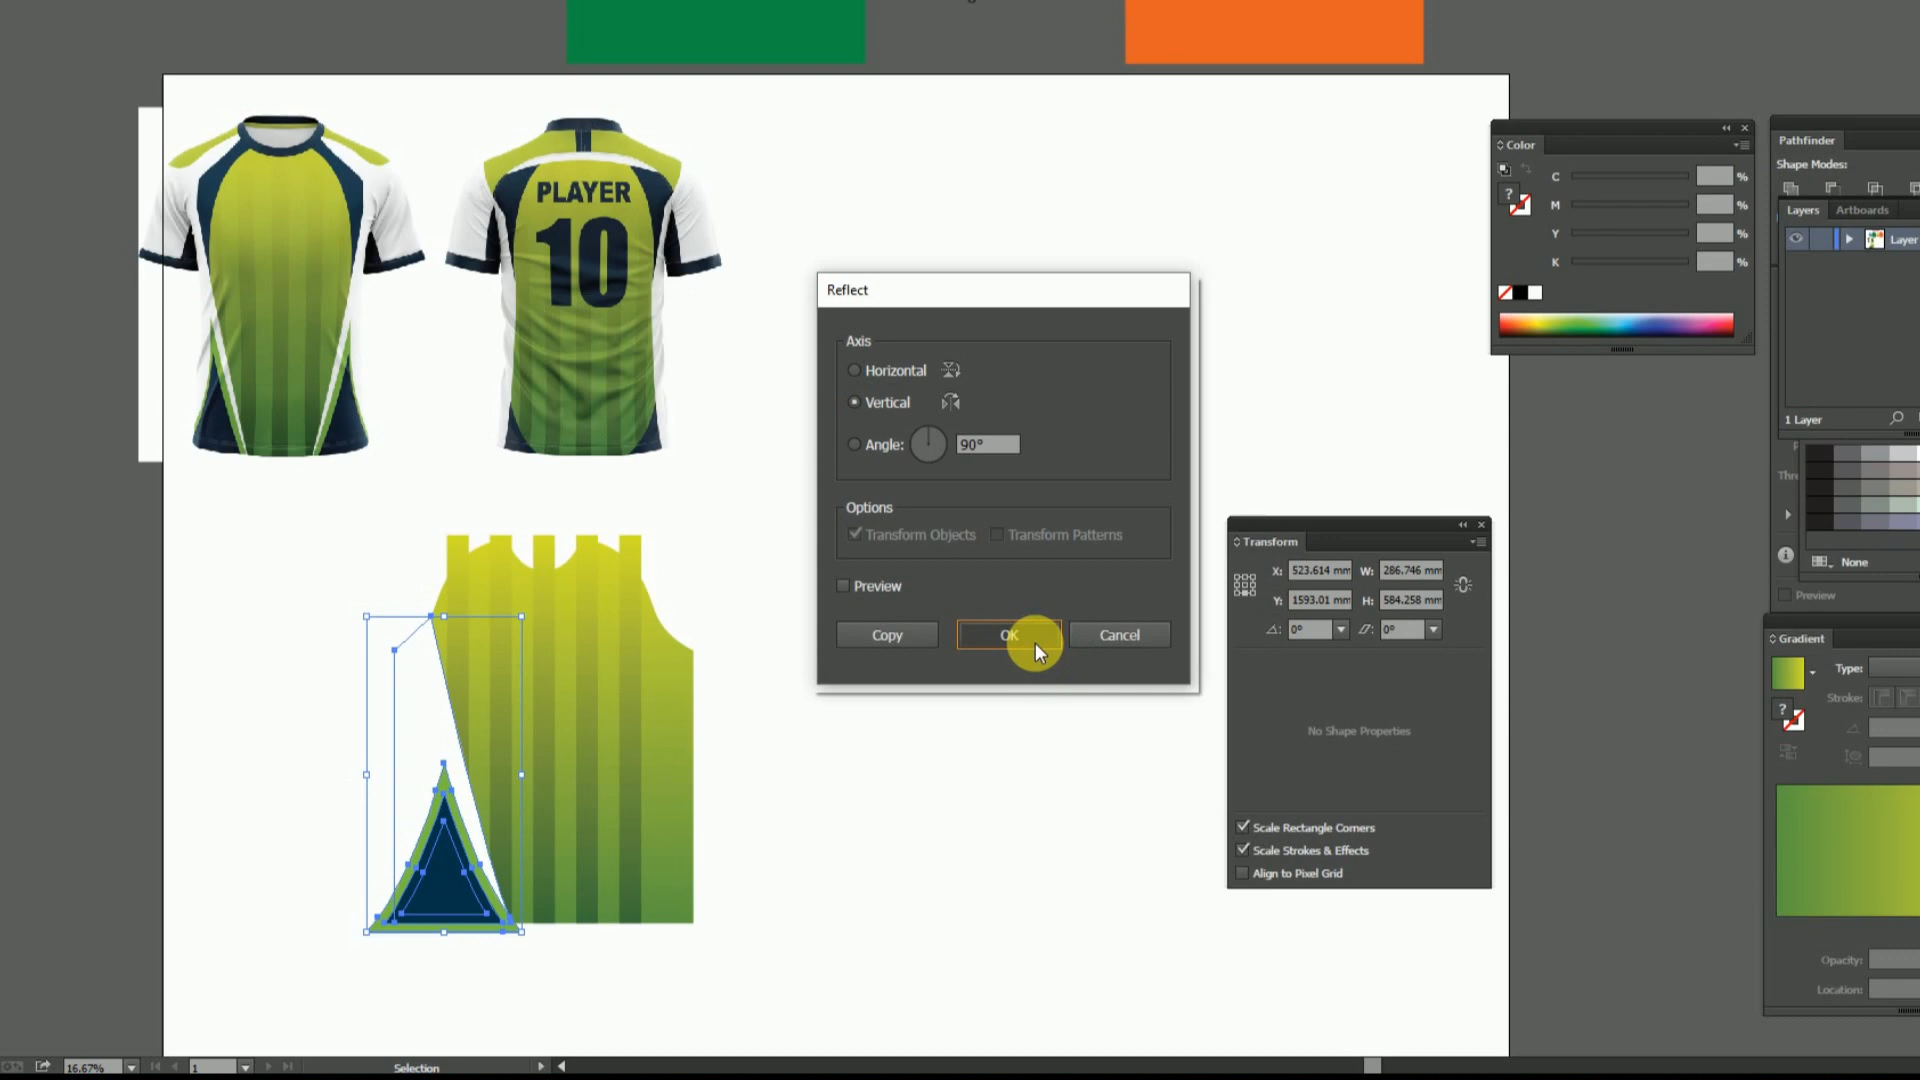 PLAYER
10
Reflect
Axis
Horizontal
Vertical
Angle: 90°
Options
Transform Objects Transform Patterns
Preview
Copy OK Cancel
Color
C %
M %
Y %
K %
Pathfinder
Shape Modes:
Layers Artboards
Layer
1 Layer
Thre
None
Preview
Transform
X: 523.614 mm W: 286.746 mm
Y: 1593.01 mm H: 584.258 mm
0° 0°
No Shape Properties
Scale Rectangle Corners
Scale Strokes & Effects
Align to Pixel Grid
Gradient
Type:
Stroke:
Opacity:
Location:
16.67% 1 Selection